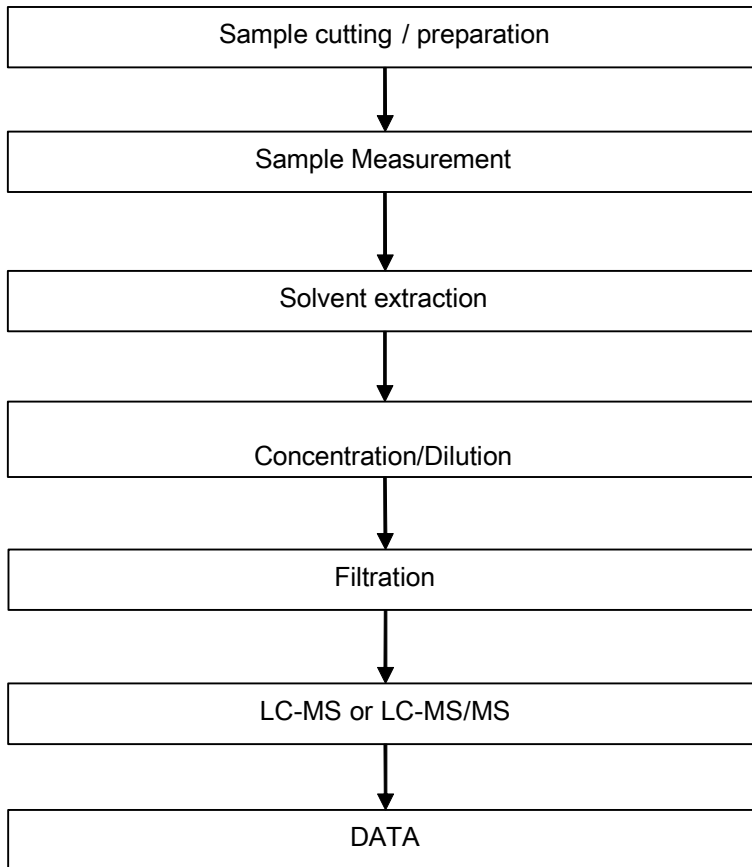 Sample cutting / preparation
Sample Measurement
Solvent extraction
Concentration/Dilution
Filtration
LC-MS or LC-MS/MS
DATA